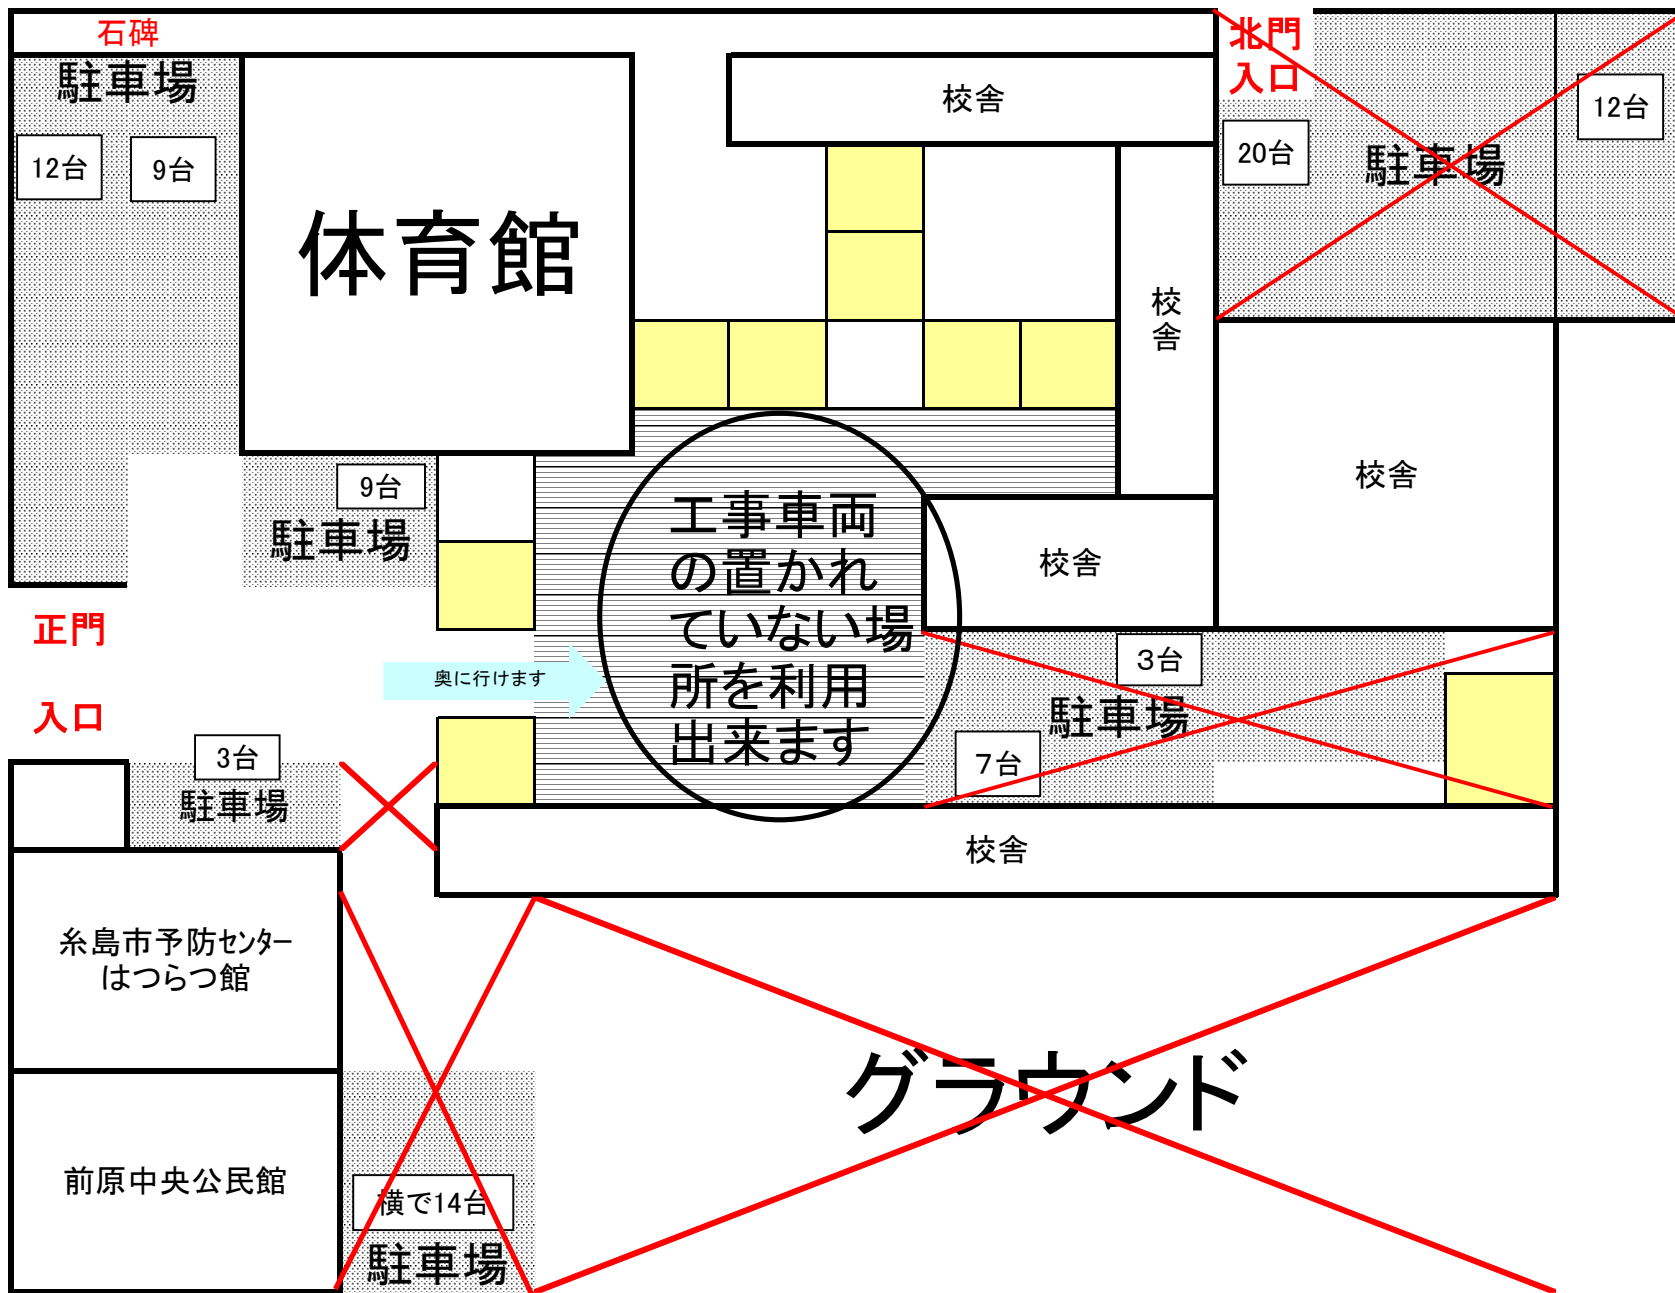 石碑
駐車場
12台
9台
体育館
校舎
北門
入口
20台
駐車場
12台
校
舎
校舎
9台
駐車場
工事車両
の置かれ
ていない場
所を利用
出来ます
校舎
正門
入口
奥に行けます
3台
駐車場
7台
3台
駐車場
校舎
糸島市予防センター
はつらつ館
前原中央公民館
横で14台
駐車場
グラウンド